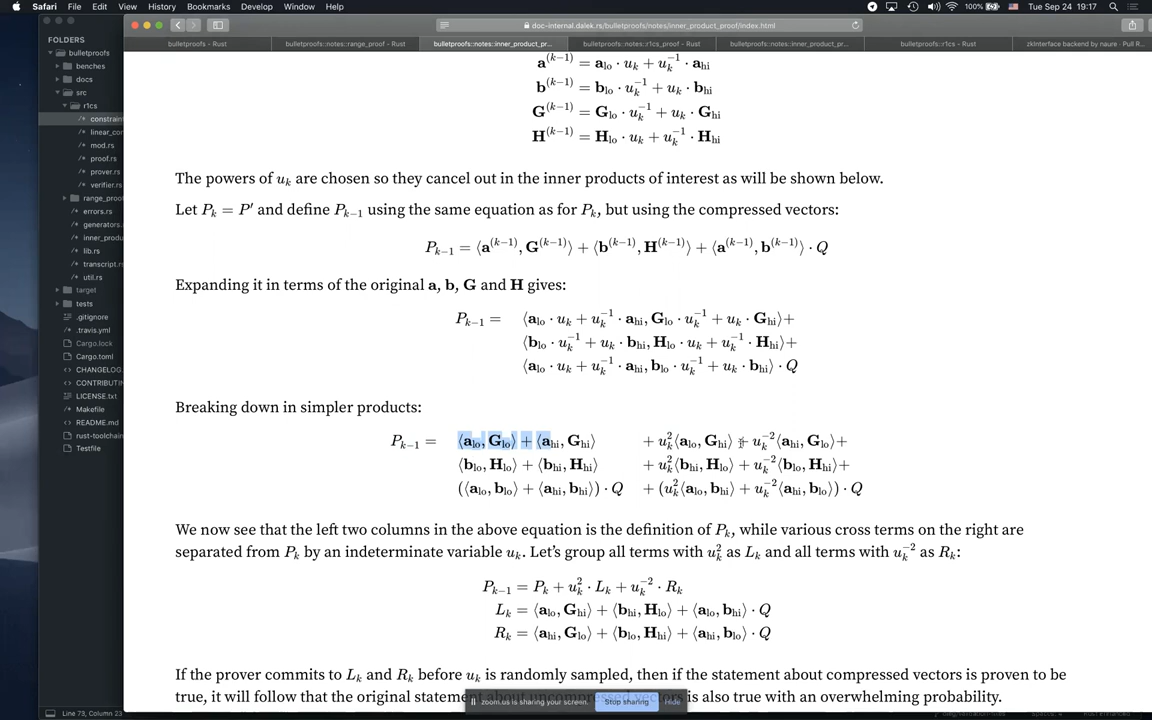 Safari File Edit View History Bookmarks Develop Window Help 100% Tue Sep 24 19:17
doc-internal.dalek.rs/bulletproofs/notes/inner_product_proof/index.html
bulletproofs - Rust bulletproofs::notes::range_proof - Rust bulletproofs::notes::inner_product_pr... bulletproofs::notes::r1cs_proof - Rust bulletproofs::notes::inner_product_pr... bulletproofs::r1cs - Rust zkInterface backend by naure · Pull R...
FOLDERS
bulletproofs
benches
docs
src
r1cs
/* constrain
/* linear_cor
/* mod.rs
/* proof.rs
/* prover.rs
/* verifier.rs
range_proo
/* errors.rs
/* generators.
/* inner_produ
/* lib.rs
/* transcript.rs
/* util.rs
target
tests
.gitignore
.travis.yml
Cargo.lock
Cargo.toml
CHANGELOG.
CONTRIBUTIN
LICENSE.txt
Makefile
README.md
rust-toolchain
Testfile
a^(k−1) = a_lo · u_k + u_k^−1 · a_hi
b^(k−1) = b_lo · u_k^−1 + u_k · b_hi
G^(k−1) = G_lo · u_k^−1 + u_k · G_hi
H^(k−1) = H_lo · u_k + u_k^−1 · H_hi
The powers of u_k are chosen so they cancel out in the inner products of interest as will be shown below.
Let P_k = P′ and define P_k−1 using the same equation as for P_k, but using the compressed vectors:
P_k−1 = ⟨a^(k−1), G^(k−1)⟩ + ⟨b^(k−1), H^(k−1)⟩ + ⟨a^(k−1), b^(k−1)⟩ · Q
Expanding it in terms of the original a, b, G and H gives:
P_k−1 = ⟨a_lo · u_k + u_k^−1 · a_hi, G_lo · u_k^−1 + u_k · G_hi⟩+
⟨b_lo · u_k^−1 + u_k · b_hi, H_lo · u_k + u_k^−1 · H_hi⟩+
⟨a_lo · u_k + u_k^−1 · a_hi, b_lo · u_k^−1 + u_k · b_hi⟩ · Q
Breaking down in simpler products:
P_k−1 = ⟨a_lo, G_lo⟩ + ⟨a_hi, G_hi⟩ + u_k^2⟨a_lo, G_hi⟩ + u_k^−2⟨a_hi, G_lo⟩+
⟨b_lo, H_lo⟩ + ⟨b_hi, H_hi⟩ + u_k^2⟨b_hi, H_lo⟩ + u_k^−2⟨b_lo, H_hi⟩+
(⟨a_lo, b_lo⟩ + ⟨a_hi, b_hi⟩) · Q + (u_k^2⟨a_lo, b_hi⟩ + u_k^−2⟨a_hi, b_lo⟩) · Q
We now see that the left two columns in the above equation is the definition of P_k, while various cross terms on the right are
separated from P_k by an indeterminate variable u_k. Let’s group all terms with u_k^2 as L_k and all terms with u_k^−2 as R_k:
P_k−1 = P_k + u_k^2 · L_k + u_k^−2 · R_k
L_k = ⟨a_lo, G_hi⟩ + ⟨b_hi, H_lo⟩ + ⟨a_lo, b_hi⟩ · Q
R_k = ⟨a_hi, G_lo⟩ + ⟨b_lo, H_hi⟩ + ⟨a_hi, b_lo⟩ · Q
If the prover commits to L_k and R_k before u_k is randomly sampled, then if the statement about compressed vectors is proven to be
true, it will follow that the original statement about uncompressed vectors is also true with an overwhelming probability.
zoom.us is sharing your screen. Stop sharing Hide
Line 73, Column 23